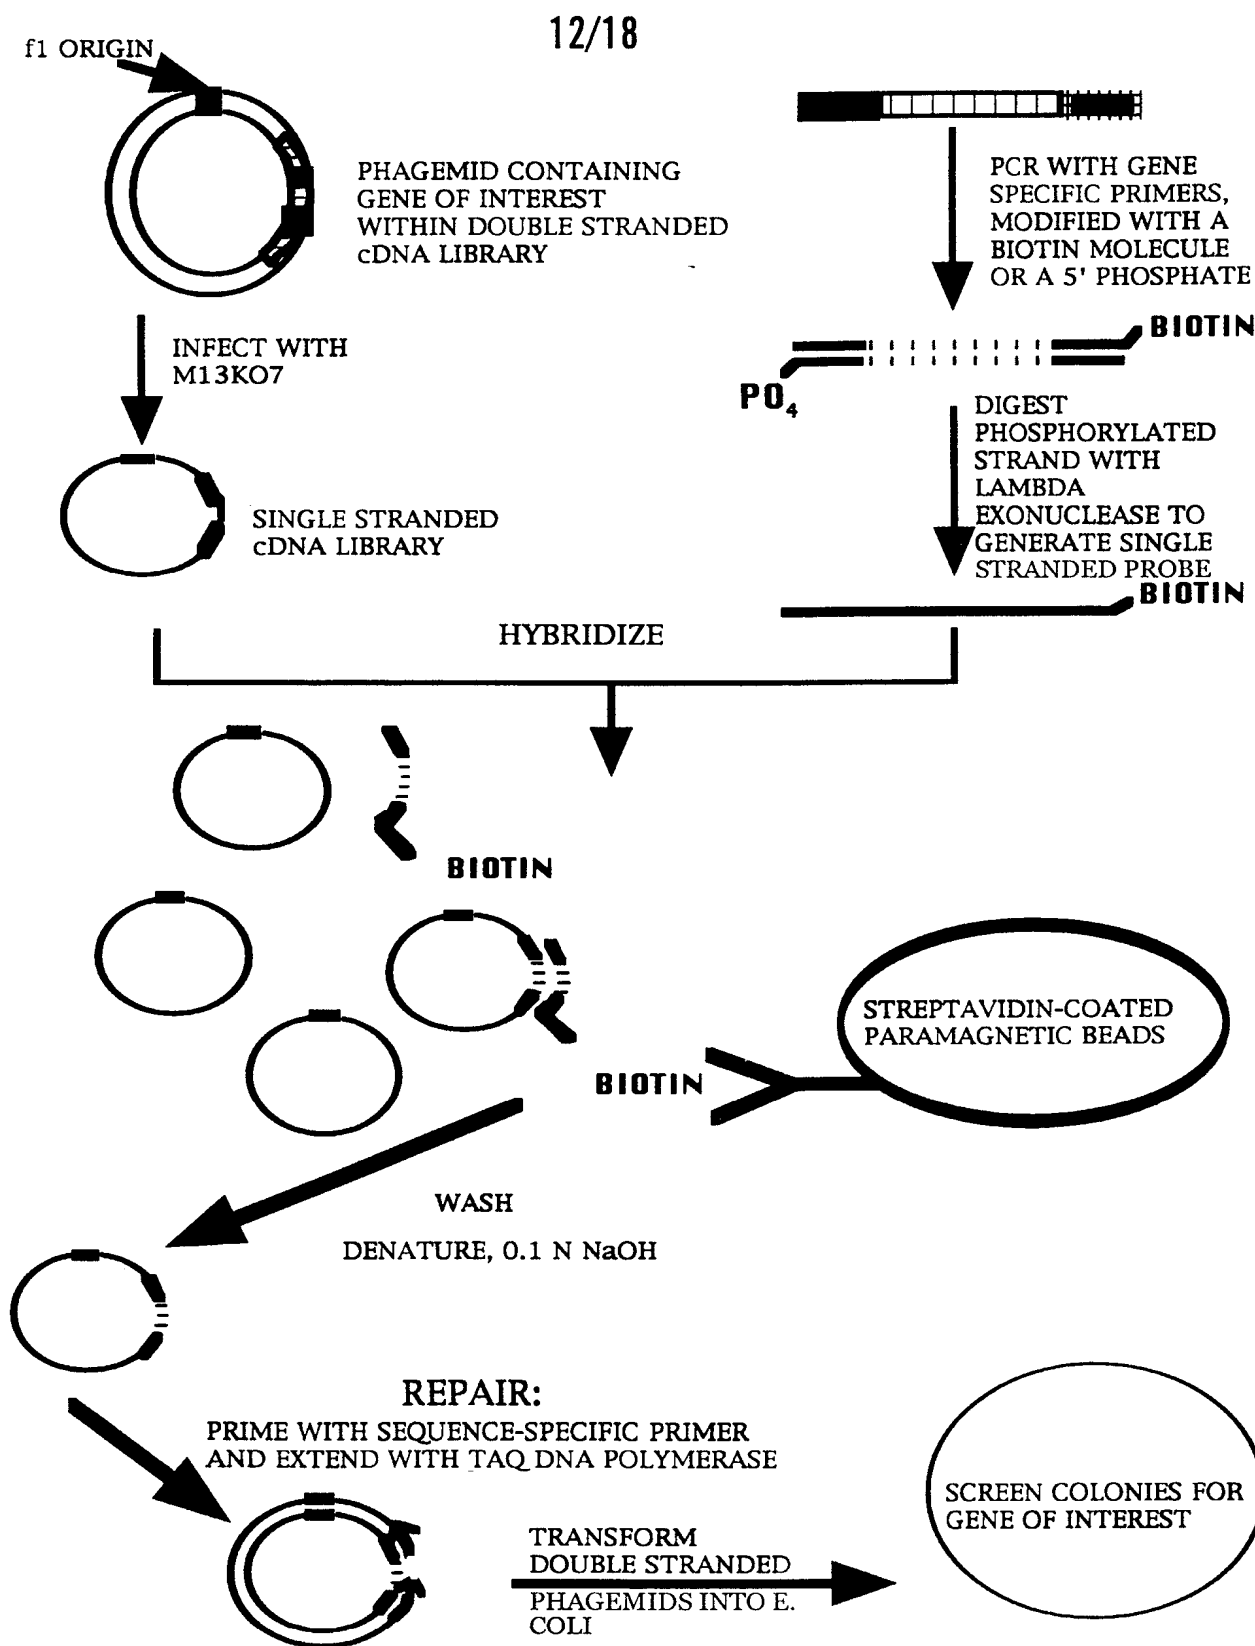 12/18
f1 ORIGIN
PHAGEMID CONTAINING
GENE OF INTEREST
WITHIN DOUBLE STRANDED
cDNA LIBRARY
INFECT WITH
M13KO7
SINGLE STRANDED
cDNA LIBRARY
PCR WITH GENE
SPECIFIC PRIMERS,
MODIFIED WITH A
BIOTIN MOLECULE
OR A 5' PHOSPHATE
BIOTIN
PO4
DIGEST
PHOSPHORYLATED
STRAND WITH
LAMBDA
EXONUCLEASE TO
GENERATE SINGLE
STRANDED PROBE
BIOTIN
HYBRIDIZE
BIOTIN
STREPTAVIDIN-COATED
PARAMAGNETIC BEADS
BIOTIN
WASH
DENATURE, 0.1 N NaOH
REPAIR:
PRIME WITH SEQUENCE-SPECIFIC PRIMER
AND EXTEND WITH TAQ DNA POLYMERASE
TRANSFORM
DOUBLE STRANDED
PHAGEMIDS INTO E.
COLI
SCREEN COLONIES FOR
GENE OF INTEREST